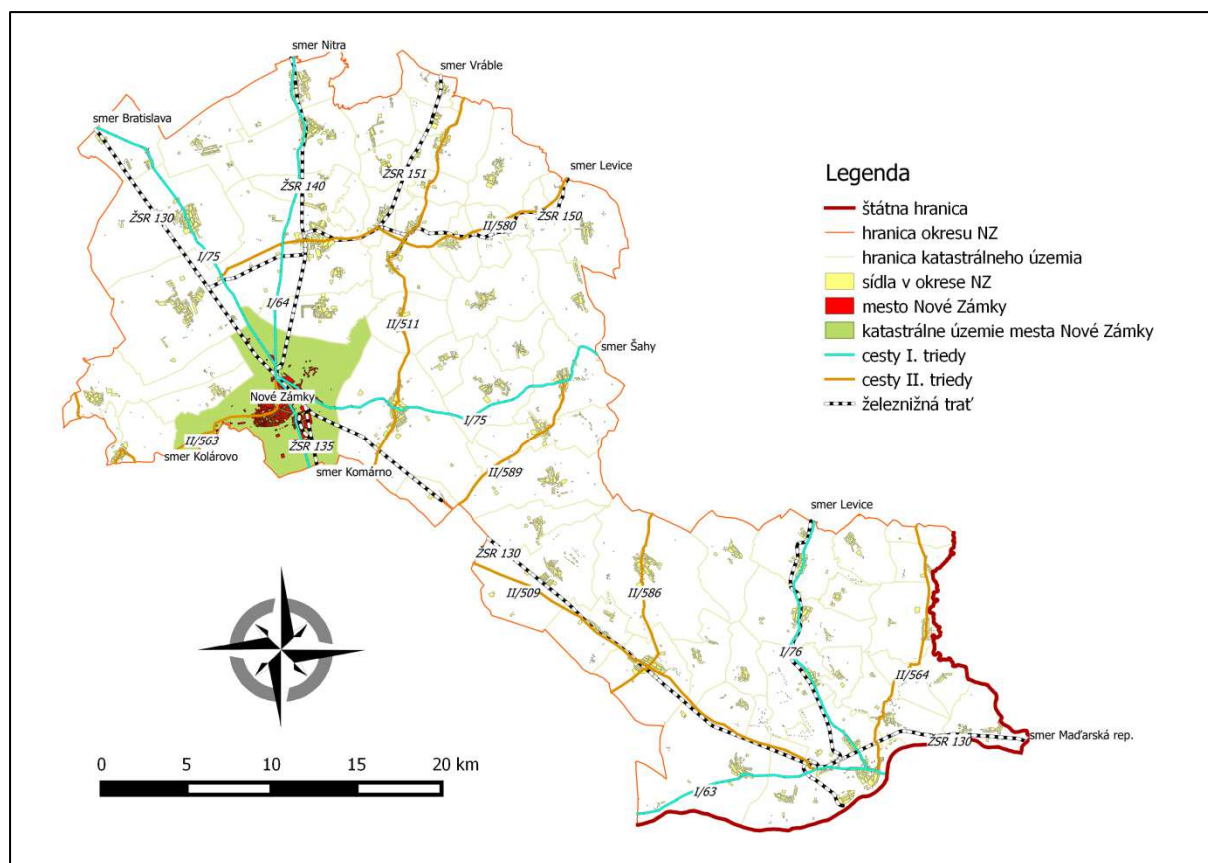 smer Nitra
smer Vráble
smer Bratislava
smer Levice
ŽSR 140
ŽSR 151
ŽSR 130
II/580
ŽSR 150
I/75
I/64
II/511
smer Šahy
Nové Zámky
I/75
II/563
ŽSR 135
smer Kolárovo
smer Komárno
II/589
smer Levice
ŽSR 130
II/509
II/586
I/76
II/564
ŽSR 130
smer Maďarská rep.
I/63
Legenda
štátna hranica
hranica okresu NZ
hranica katastrálneho územia
sídla v okrese NZ
mesto Nové Zámky
katastrálne územie mesta Nové Zámky
cesty I. triedy
cesty II. triedy
železnižná trať
0 5 10 15 20 km